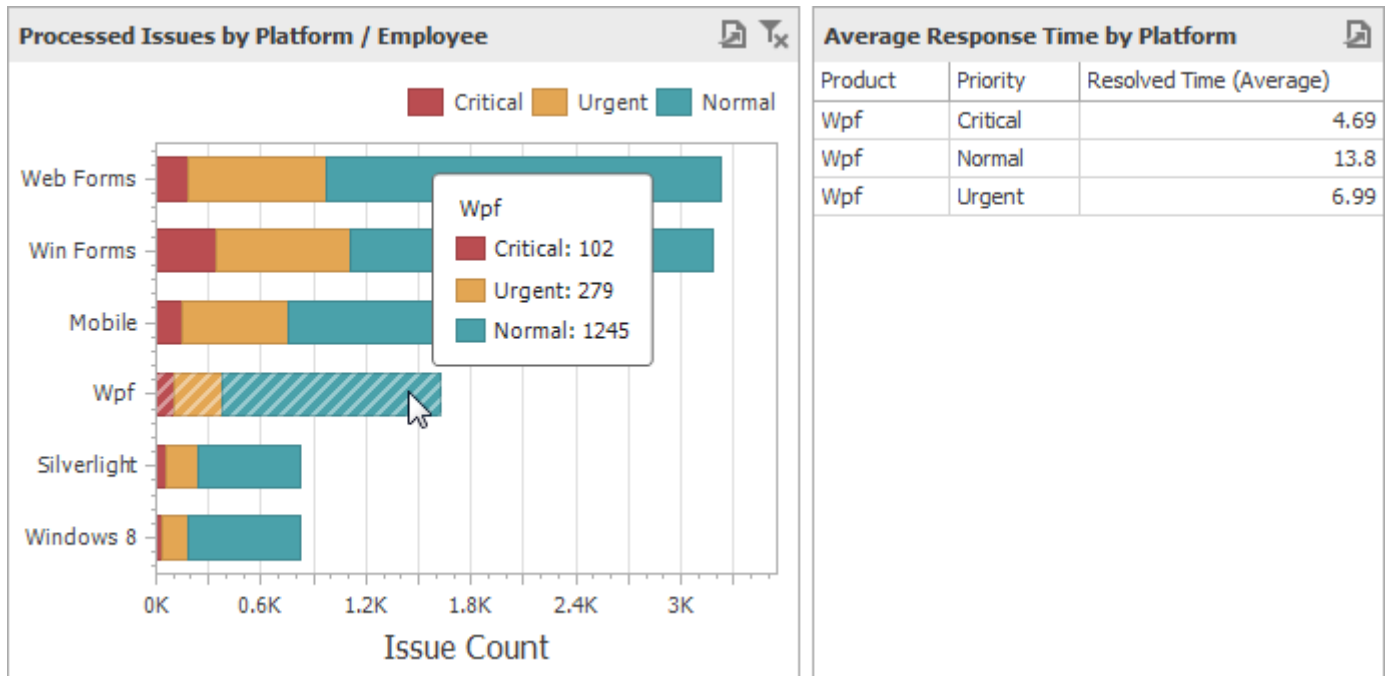 Processed Issues by Platform / Employee
Critical Urgent Normal
Web Forms
Win Forms
Mobile
Wpf
Silverlight
Windows 8
Wpf
Critical: 102
Urgent: 279
Normal: 1245
0K 0.6K 1.2K 1.8K 2.4K 3K
Issue Count
Average Response Time by Platform
Product Priority Resolved Time (Average)
Wpf Critical 4.69
Wpf Normal 13.8
Wpf Urgent 6.99